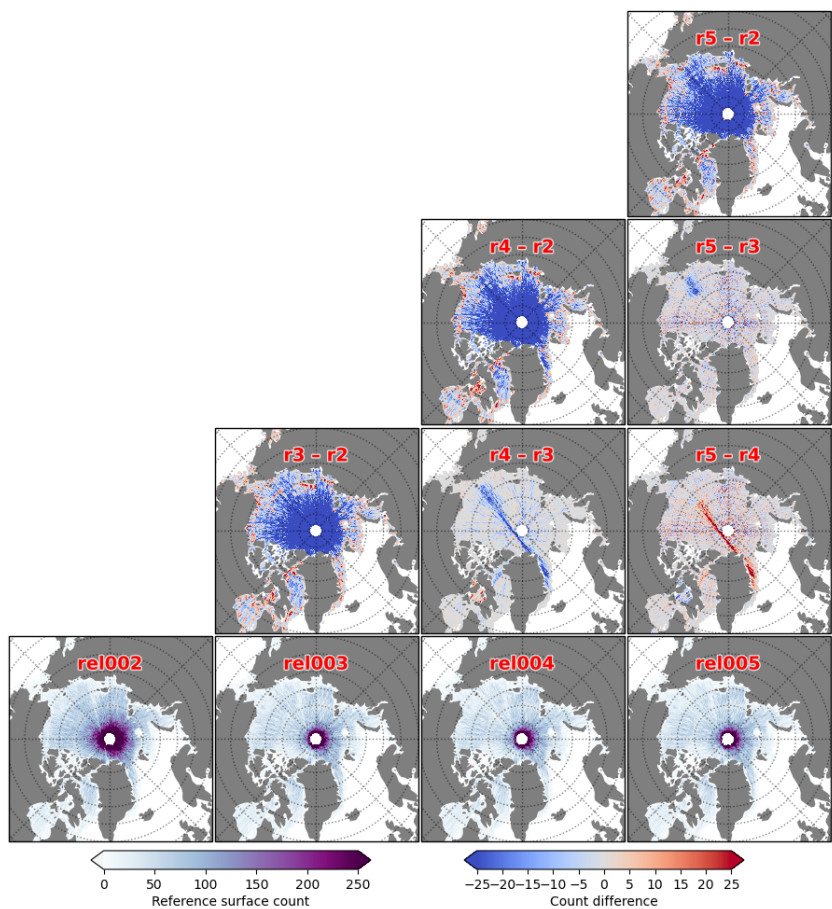 r5 – r2
r4 – r2
r5 – r3
r3 – r2
r4 – r3
r5 – r4
rel002
rel003
rel004
rel005
0 50 100 150 200 250
−25 −20 −15 −10 −5 0 5 10 15 20 25
Reference surface count
Count difference